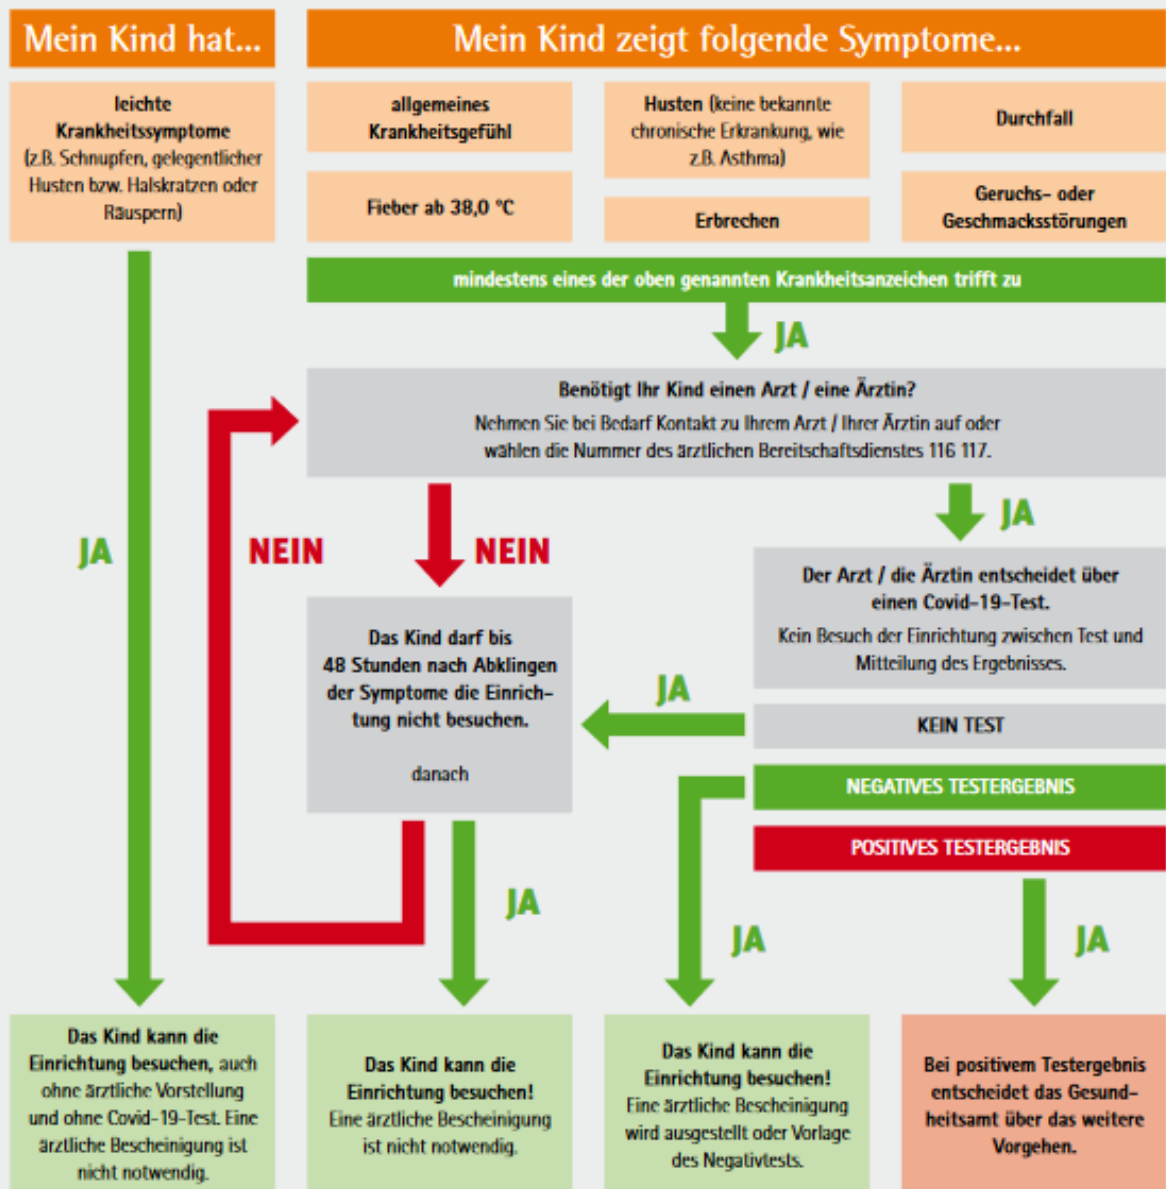 Mein Kind hat...
leichte
Krankheitssymptome
(z.B. Schnupfen, gelegentlicher
Husten bzw. Halskratzen oder
Räuspern)
Mein Kind zeigt folgende Symptome...
allgemeines
Krankheitsgefühl
Husten (keine bekannte
chronische Erkrankung, wie
z.B. Asthma)
Durchfall
Fieber ab 38,0 °C
Erbrechen
Geruchs- oder
Geschmacksstörungen
mindestens eines der oben genannten Krankheitsanzeichen trifft zu
JA
Benötigt Ihr Kind einen Arzt / eine Ärztin?
Nehmen Sie bei Bedarf Kontakt zu Ihrem Arzt / Ihrer Ärztin auf oder
wählen die Nummer des ärztlichen Bereitschaftsdienstes 116 117.
JA
NEIN
NEIN
JA
Der Arzt / die Ärztin entscheidet über
einen Covid-19-Test.
Kein Besuch der Einrichtung zwischen Test und
Mitteilung des Ergebnisses.
Das Kind darf bis
48 Stunden nach Abklingen
der Symptome die Einrich-
tung nicht besuchen.
danach
JA
KEIN TEST
NEGATIVES TESTERGEBNIS
POSITIVES TESTERGEBNIS
JA
JA
JA
Das Kind kann die
Einrichtung besuchen, auch
ohne ärztliche Vorstellung
und ohne Covid-19-Test. Eine
ärztliche Bescheinigung ist
nicht notwendig.
Das Kind kann die
Einrichtung besuchen!
Eine ärztliche Bescheinigung
ist nicht notwendig.
Das Kind kann die
Einrichtung besuchen!
Eine ärztliche Bescheinigung
wird ausgestellt oder Vorlage
des Negativtests.
Bei positivem Testergebnis
entscheidet das Gesund-
heitsamt über das weitere
Vorgehen.